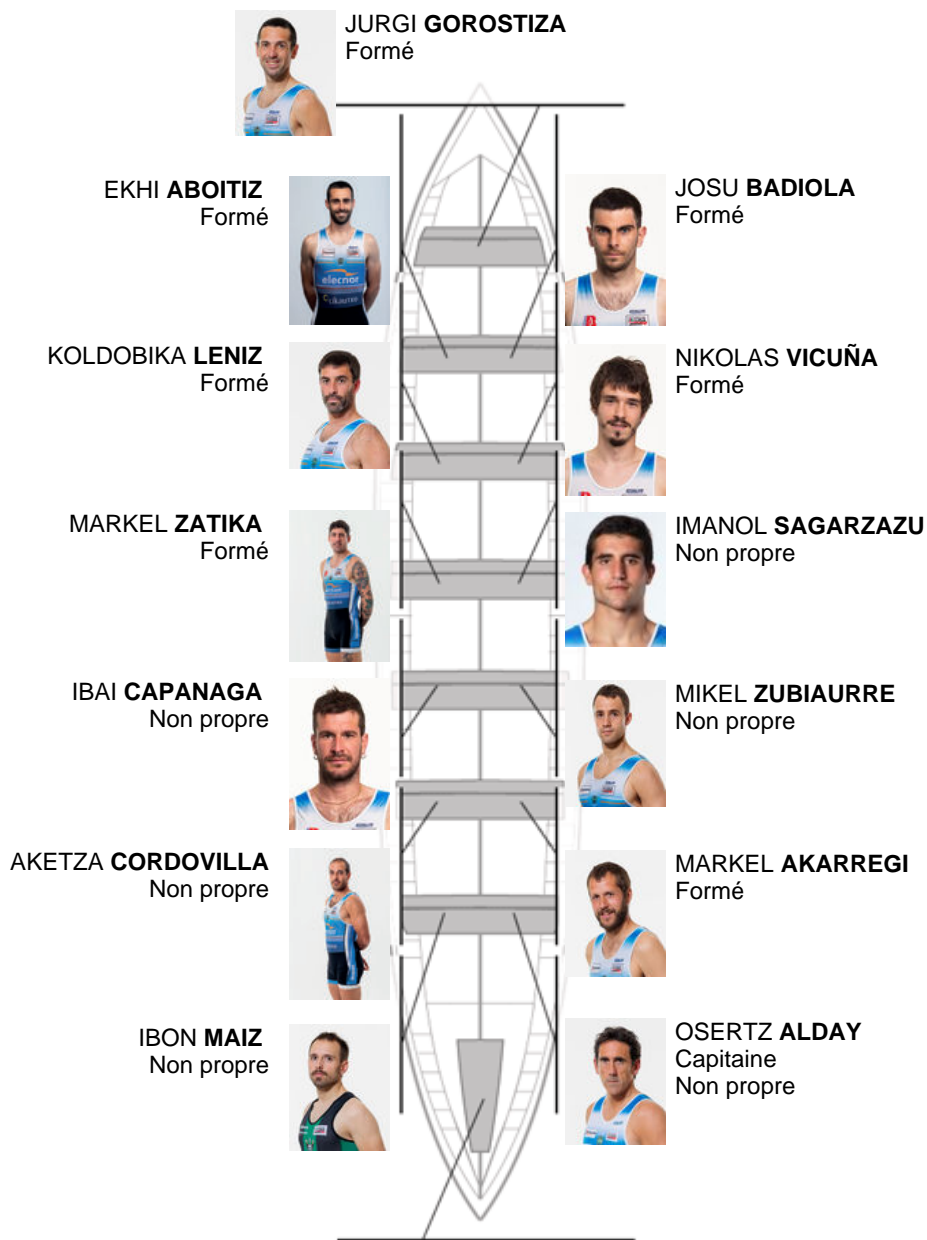 JURGI GOROSTIZA
Formé
EKHI ABOITIZ
Formé
JOSU BADIOLA
Formé
elecnor
KOLDOBIKA LENIZ
Formé
NIKOLAS VICUÑA
Formé
MARKEL ZATIKA
Formé
IMANOL SAGARZAZU
Non propre
IBAI CAPANAGA
Non propre
MIKEL ZUBIAURRE
Non propre
AKETZA CORDOVILLA
Non propre
MARKEL AKARREGI
Formé
IBON MAIZ
Non propre
OSERTZ ALDAY
Capitaine
Non propre